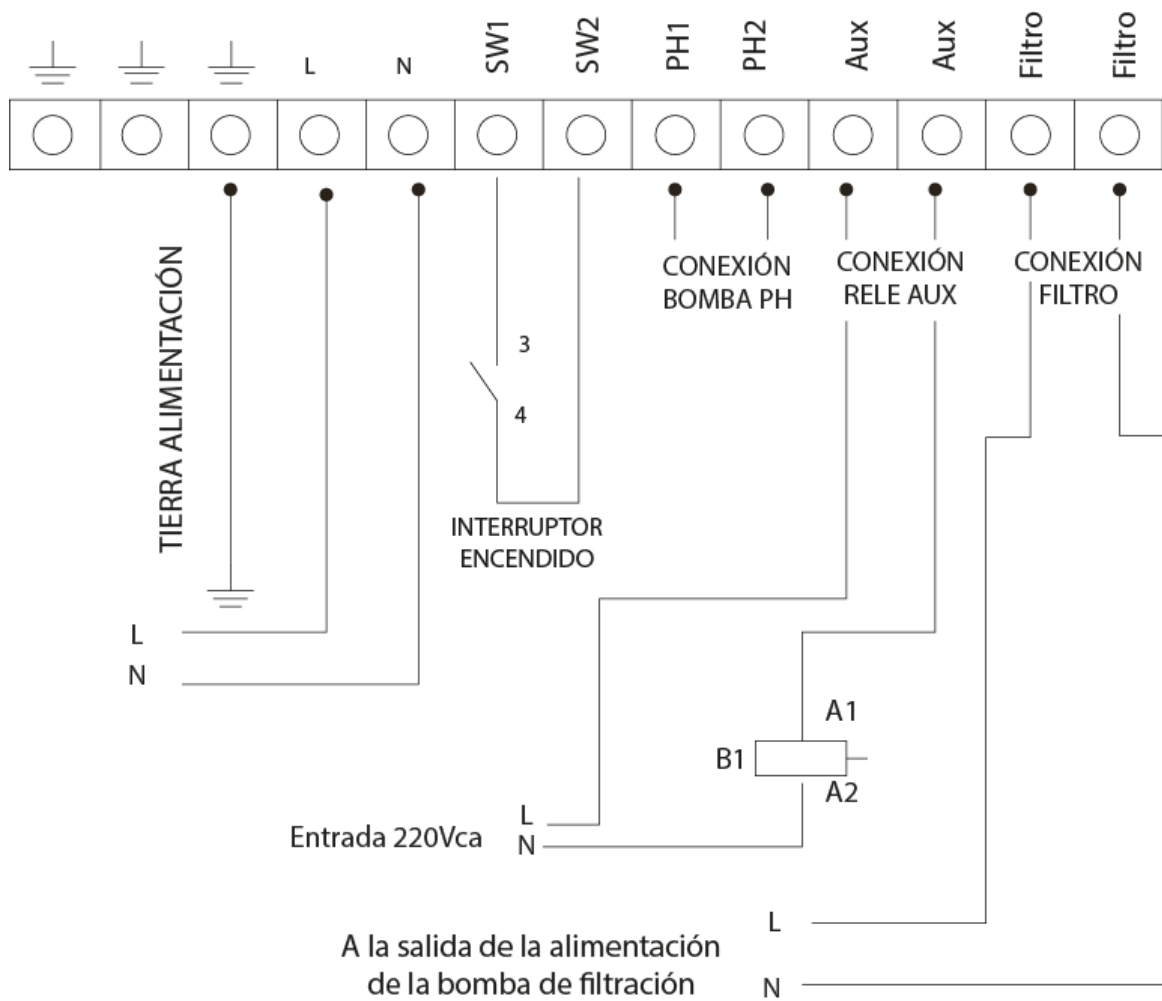 L N SW1 SW2 PH1 PH2 Aux Aux Filtro Filtro
TIERRA ALIMENTACIÓN
CONEXIÓN
BOMBA PH
CONEXIÓN
RELE AUX
CONEXIÓN
FILTRO
3
4
INTERRUPTOR
ENCENDIDO
L
N
A1
B1
A2
Entrada 220Vca
L
N
A la salida de la alimentación
de la bomba de filtración
L
N